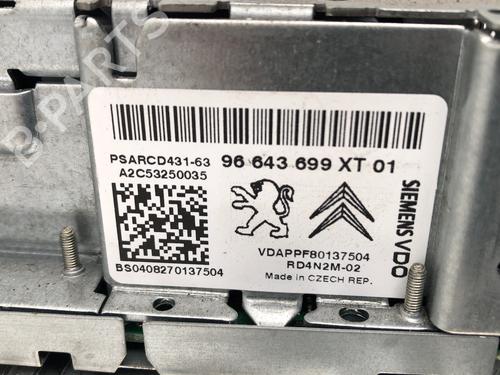 B-PARTS
PSARCD431-63 96 643 699 XT 01
A2C53250035
SIEMENS VDO
VDAPPF80137504
RD4N2M-02
BS0408270137504
Made in CZECH REP.